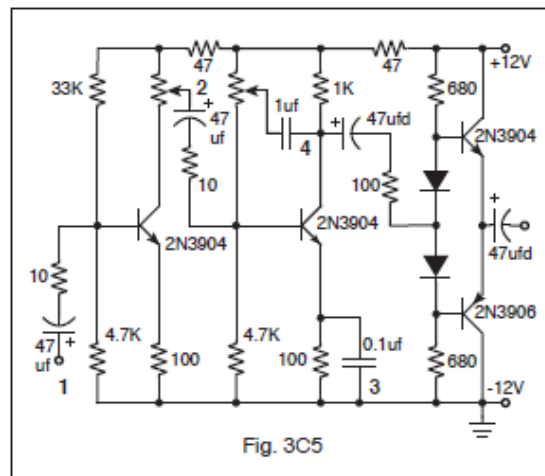 47
47
+12V
33K
2
1K
680
1uf
+
47
uf
+
47ufd
4
2N3904
10
100
2N3904
2N3904
+
47ufd
10
2N3906
47
+
uf
4.7K
100
4.7K
100
0.1uf
680
1
3
-12V
Fig. 3C5